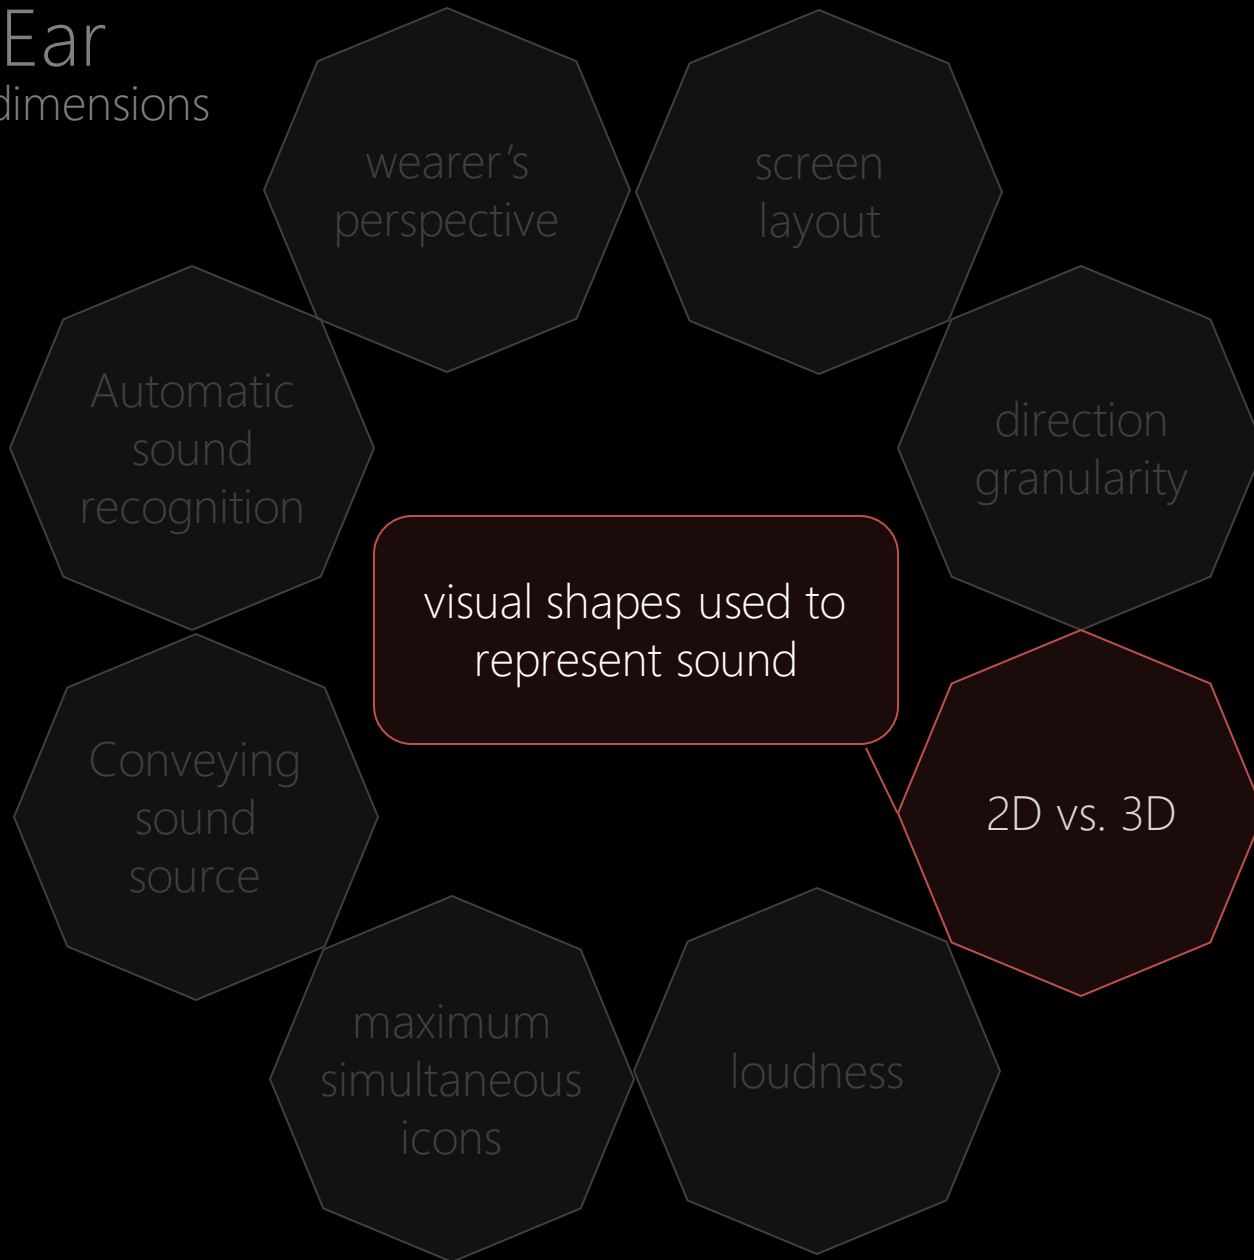 Ear
dimensions
wearer's
perspective
screen
layout
Automatic
sound
recognition
direction
granularity
visual shapes used to
represent sound
Conveying
sound
source
2D vs. 3D
maximum
simultaneous
icons
loudness